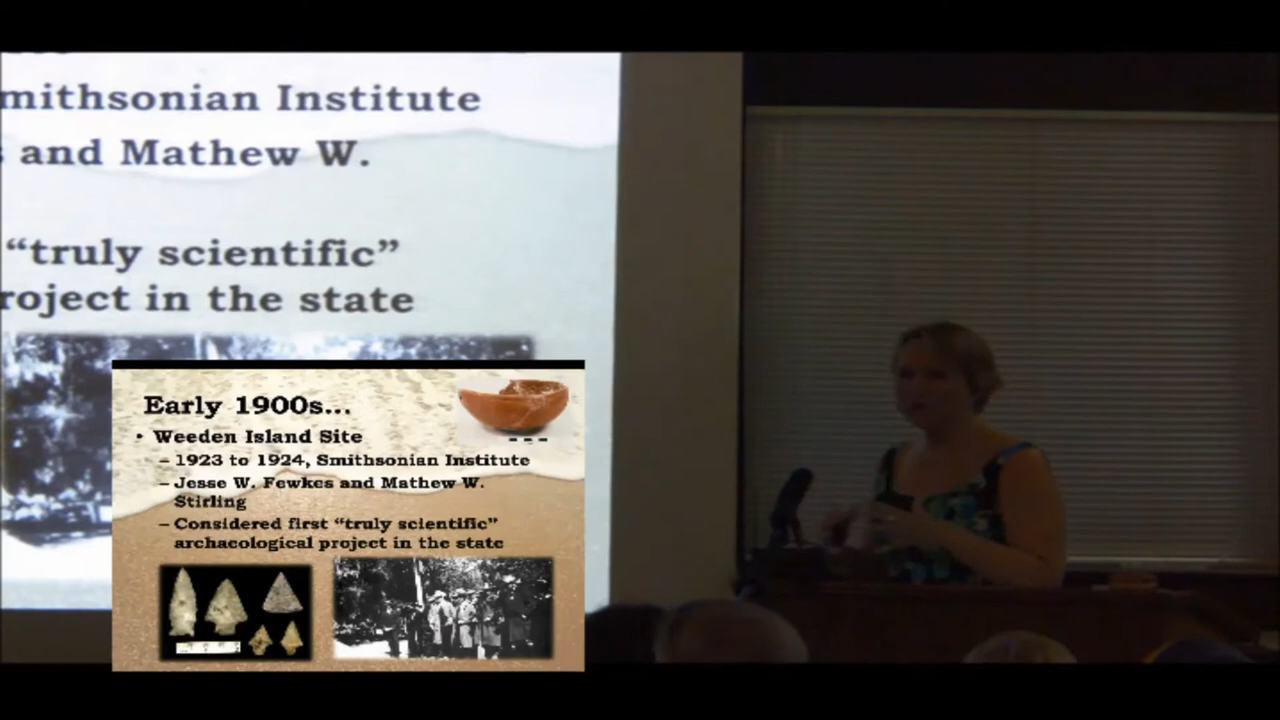 mithsonian Institute
and Mathew W.
“truly scientific”
roject in the state
Early 1900s...
• Weeden Island Site
– 1923 to 1924, Smithsonian Institute
– Jesse W. Fewkes and Mathew W.
Stirling
– Considered first “truly scientific”
archaeological project in the state